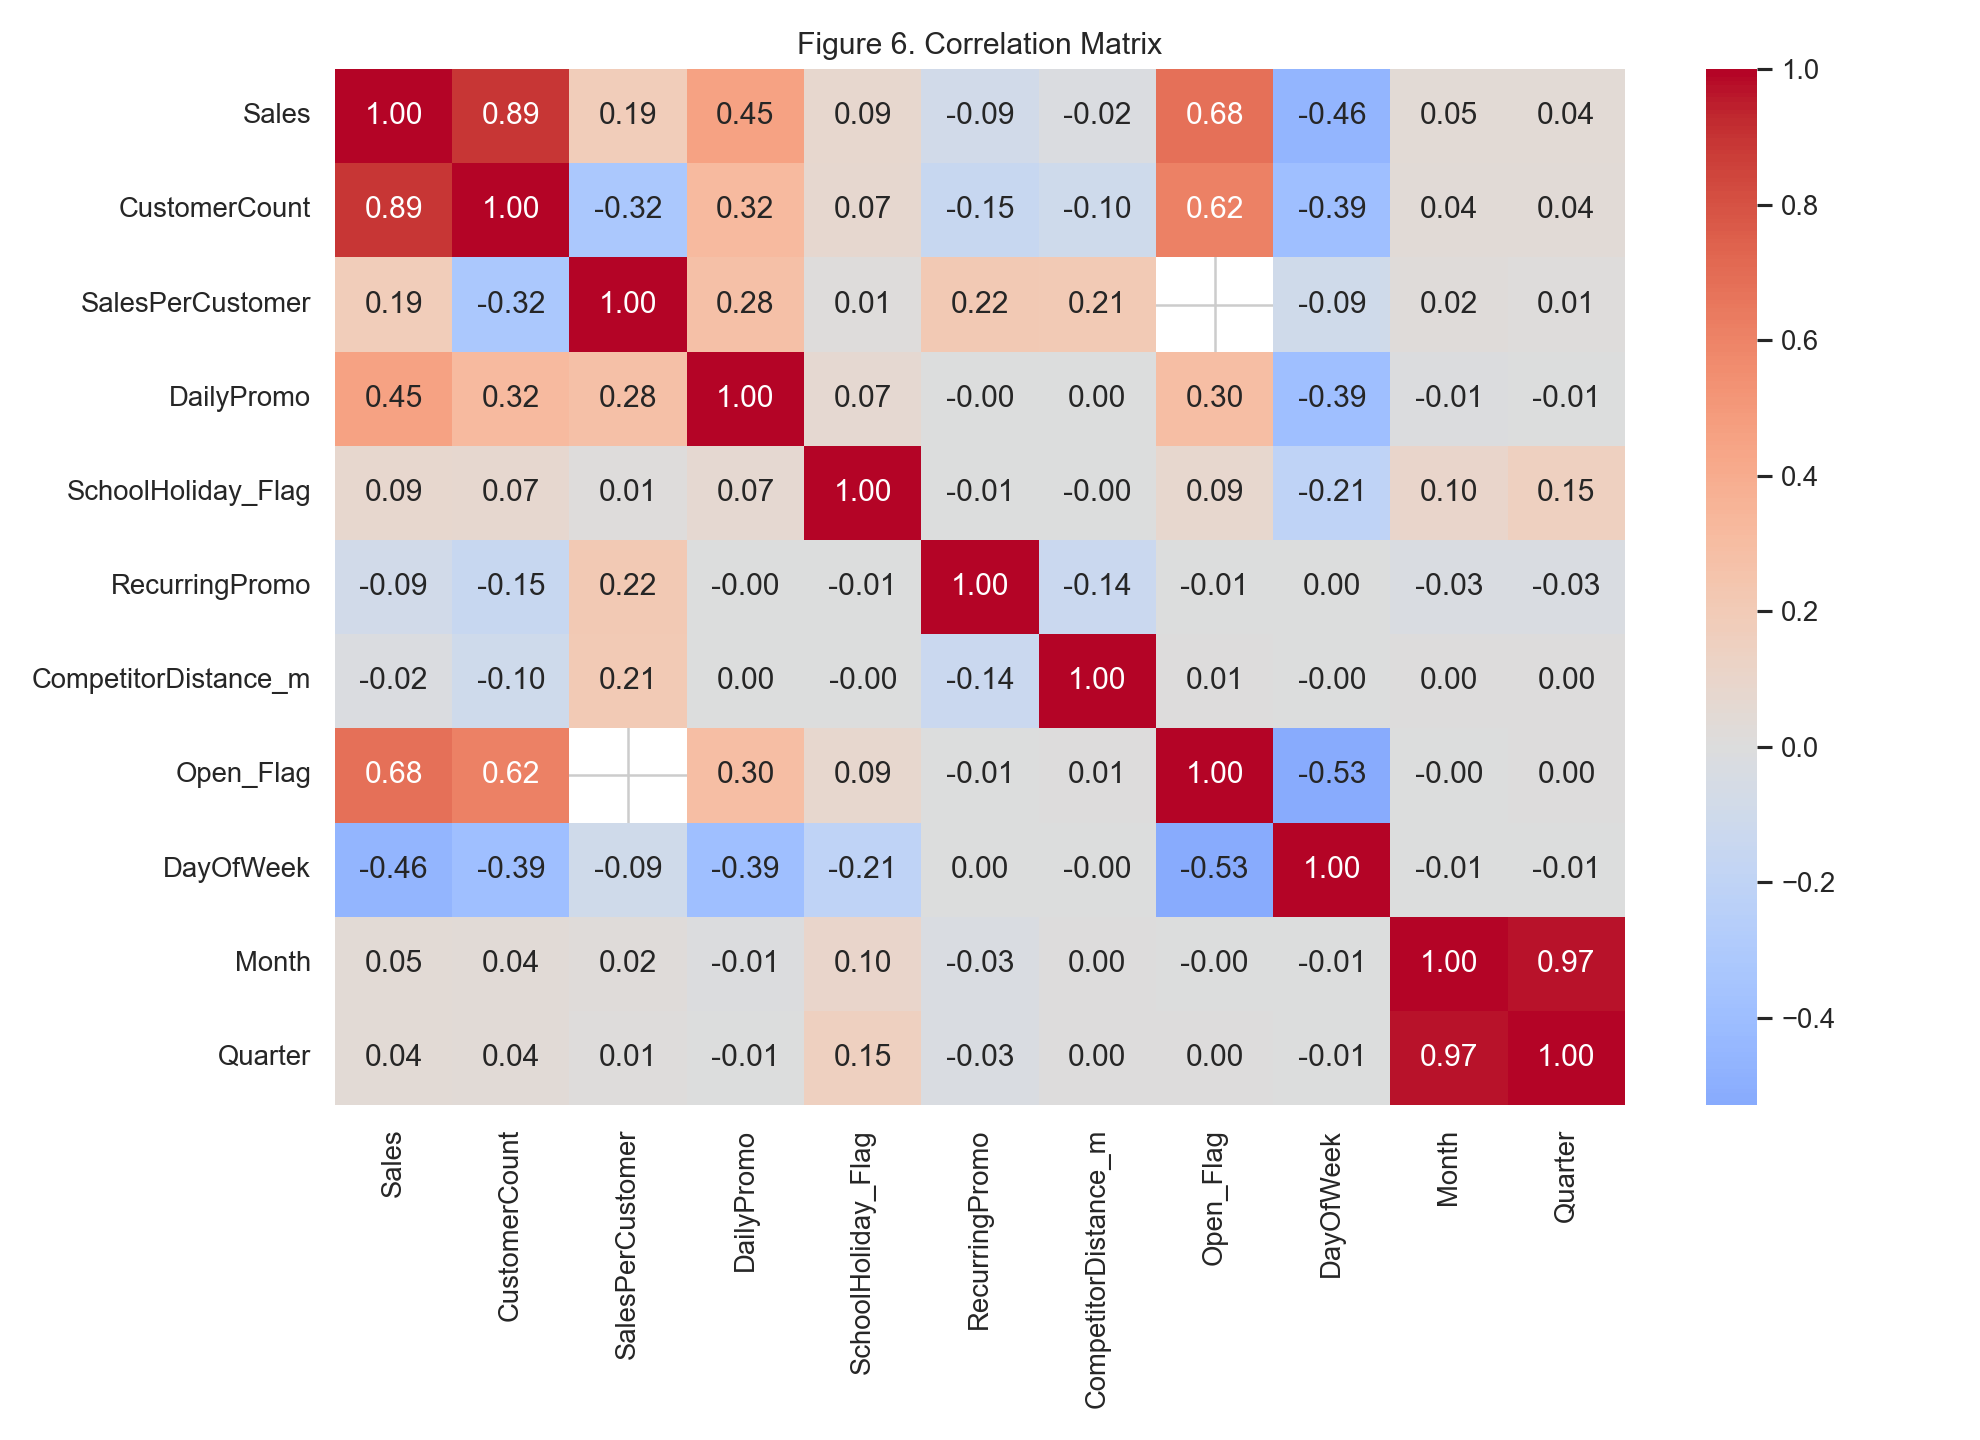 Figure 6. Correlation Matrix
Sales 1.00 0.89 0.19 0.45 0.09 -0.09 -0.02 0.68 -0.46 0.05 0.04
CustomerCount 0.89 1.00 -0.32 0.32 0.07 -0.15 -0.10 0.62 -0.39 0.04 0.04
SalesPerCustomer 0.19 -0.32 1.00 0.28 0.01 0.22 0.21 -0.09 0.02 0.01
DailyPromo 0.45 0.32 0.28 1.00 0.07 -0.00 0.00 0.30 -0.39 -0.01 -0.01
SchoolHoliday_Flag 0.09 0.07 0.01 0.07 1.00 -0.01 -0.00 0.09 -0.21 0.10 0.15
RecurringPromo -0.09 -0.15 0.22 -0.00 -0.01 1.00 -0.14 -0.01 0.00 -0.03 -0.03
CompetitorDistance_m -0.02 -0.10 0.21 0.00 -0.00 -0.14 1.00 0.01 -0.00 0.00 0.00
Open_Flag 0.68 0.62 0.30 0.09 -0.01 0.01 1.00 -0.53 -0.00 0.00
DayOfWeek -0.46 -0.39 -0.09 -0.39 -0.21 0.00 -0.00 -0.53 1.00 -0.01 -0.01
Month 0.05 0.04 0.02 -0.01 0.10 -0.03 0.00 -0.00 -0.01 1.00 0.97
Quarter 0.04 0.04 0.01 -0.01 0.15 -0.03 0.00 0.00 -0.01 0.97 1.00
Sales
CustomerCount
SalesPerCustomer
DailyPromo
SchoolHoliday_Flag
RecurringPromo
CompetitorDistance_m
Open_Flag
DayOfWeek
Month
Quarter
1.0
0.8
0.6
0.4
0.2
0.0
−0.2
−0.4